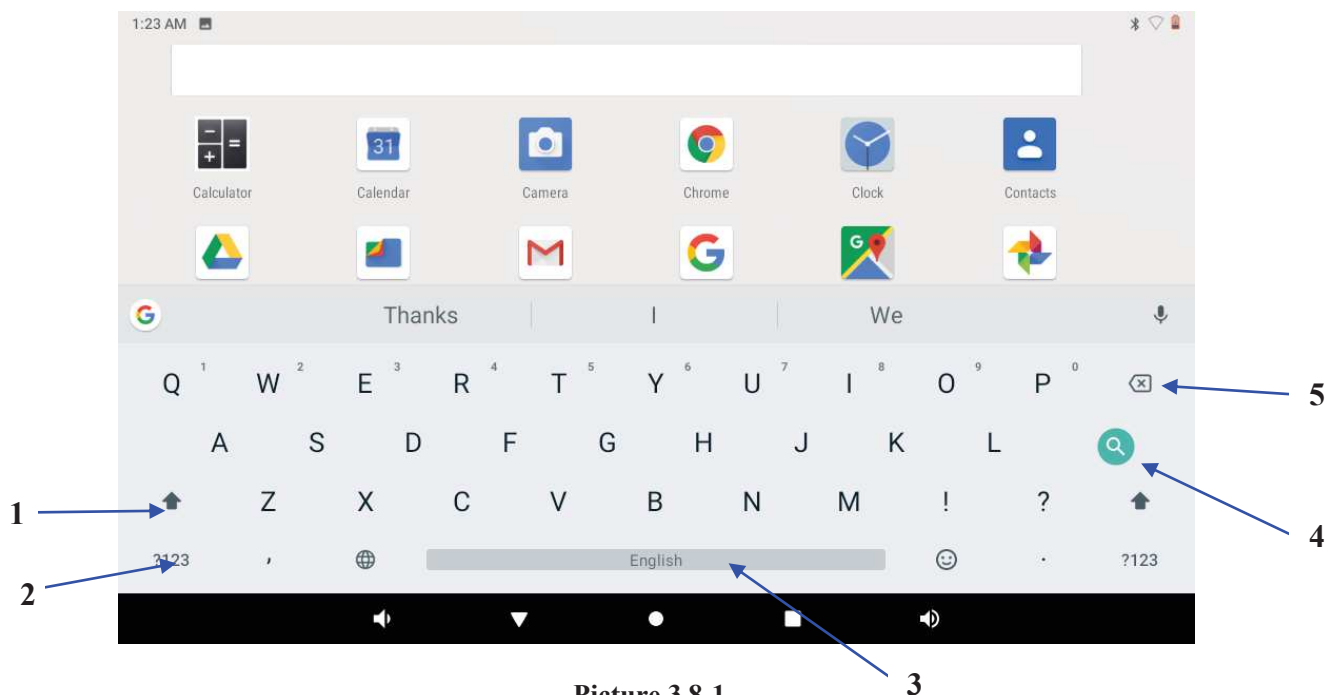 1:23 AM
31
Calculator Calendar Camera Chrome Clock Contacts
G
Thanks I We
Q 1 W 2 E 3 R 4 T 5 Y 6 U 7 I 8 O 9 P 0
5
A S D F G H J K L
1
Z X C V B N M ! ?
4
?123 , English . ?123
2
3
Picture 3.8-1